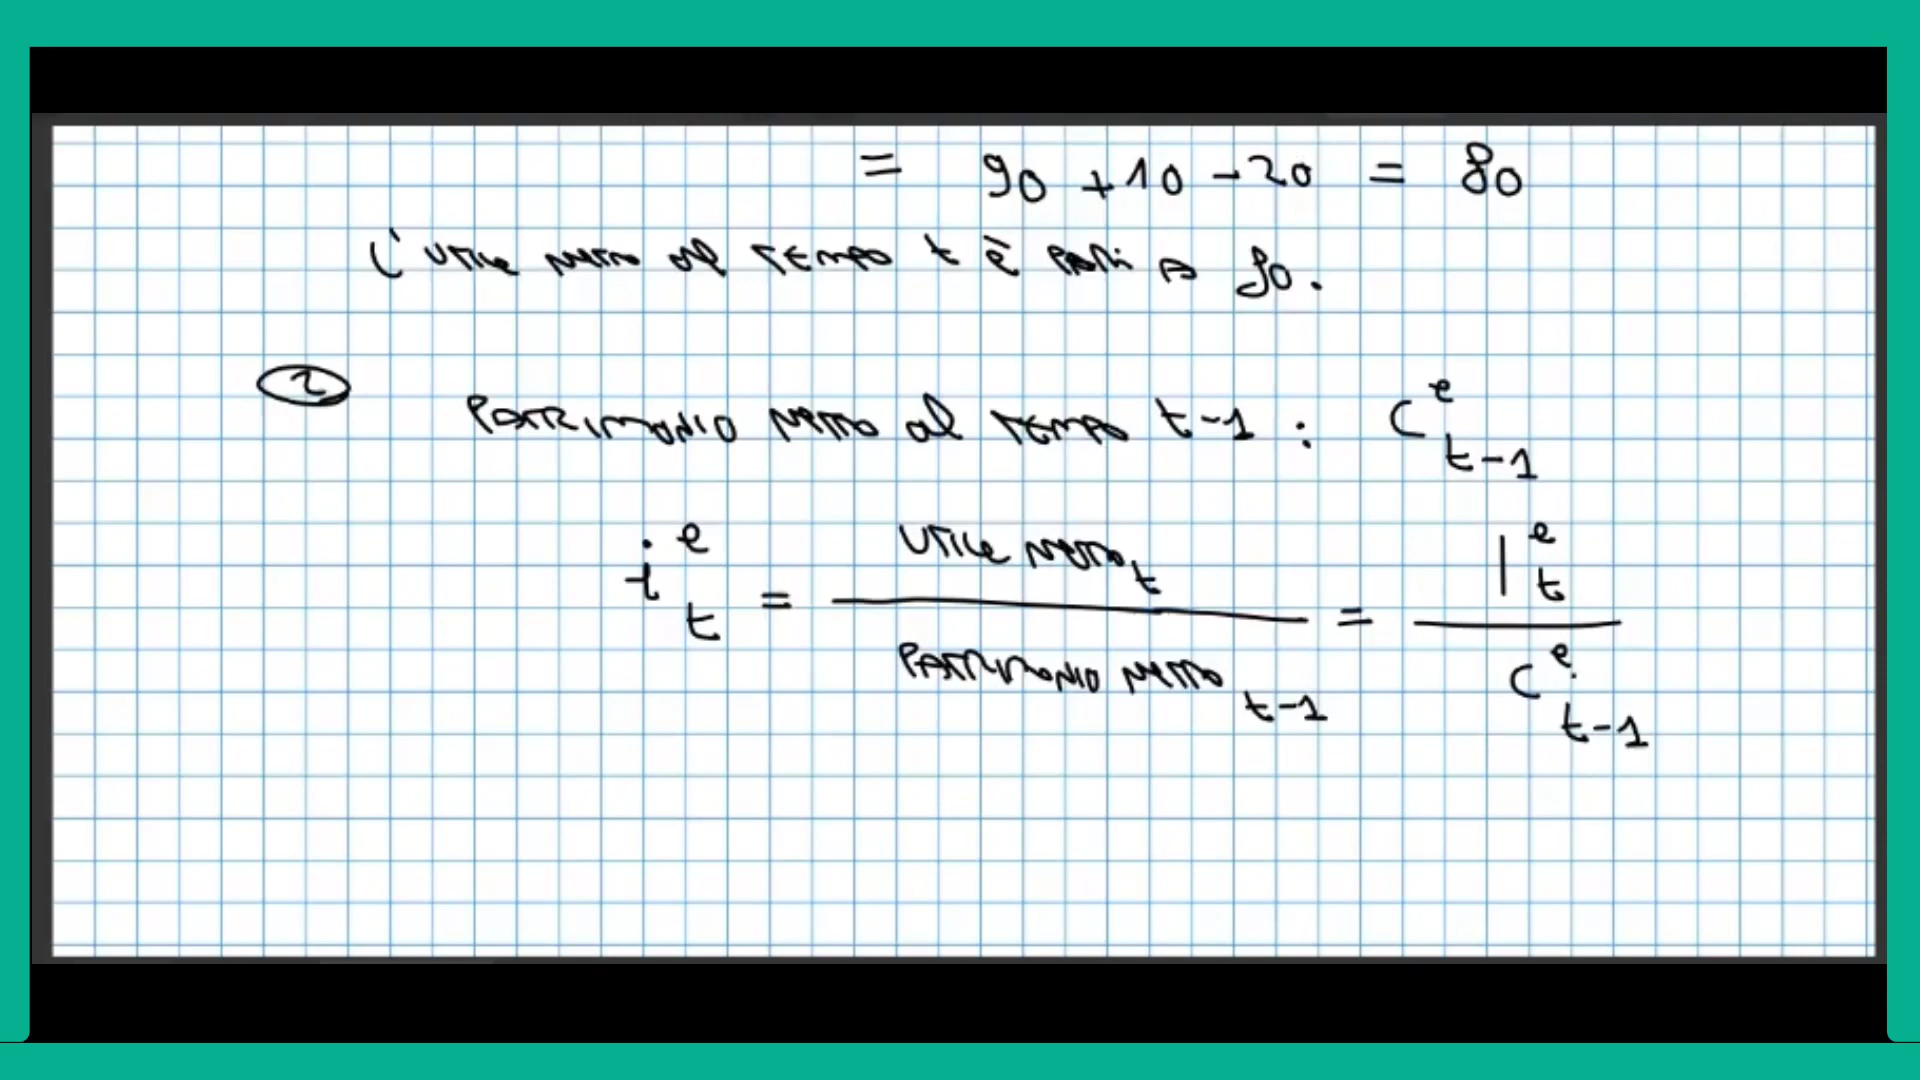 = 90 + 10 - 20 = 80
L'utile netto al tempo t è pari a 80.
2 Patrimonio netto al tempo t-1 : C^e_{t-1}
i^e_t = Utile netto_t / Patrimonio netto_{t-1} = I^e_t / C^e_{t-1}